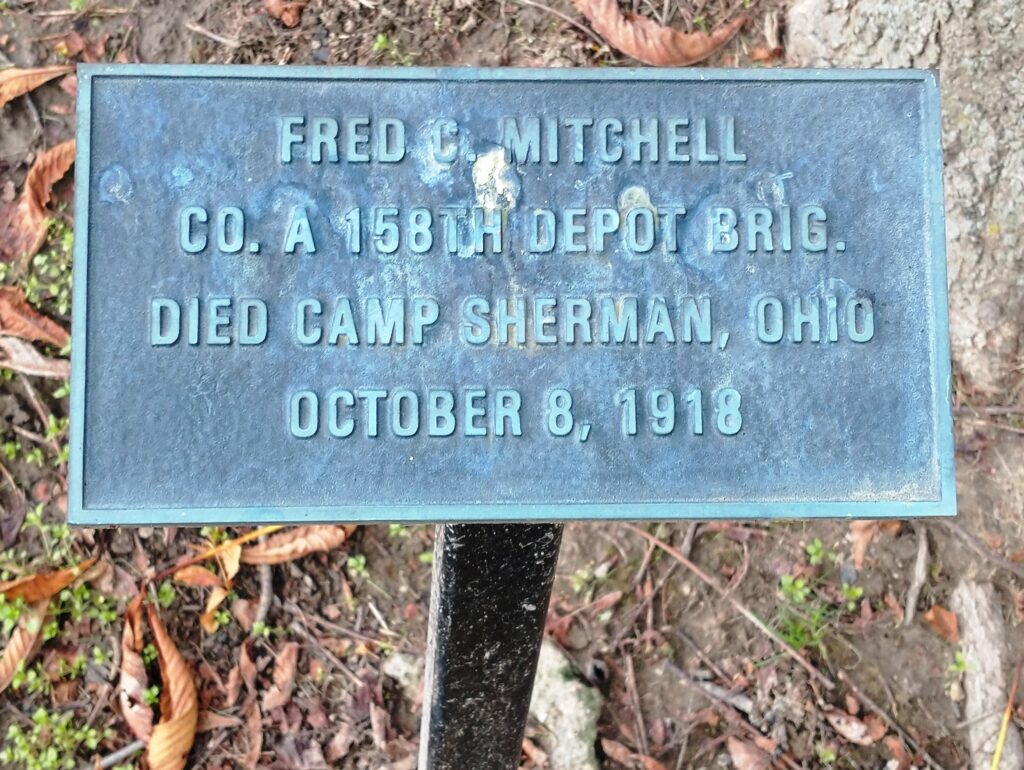 FRED C. MITCHELL
CO. A 158TH DEPOT BRIG.
DIED CAMP SHERMAN, OHIO
OCTOBER 8, 1918